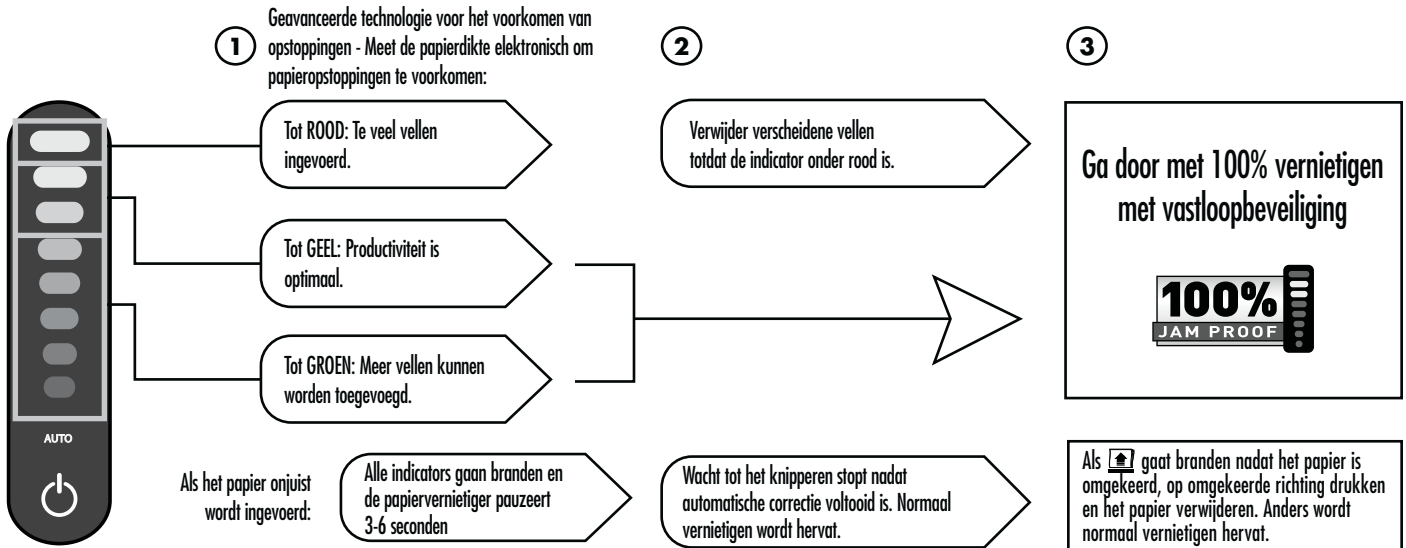 1
Geavanceerde technologie voor het voorkomen van
opstoppingen - Meet de papierdikte elektronisch om
papieropstoppingen te voorkomen:
2
3
Tot ROOD: Te veel vellen
ingevoerd.
Verwijder verscheidene vellen
totdat de indicator onder rood is.
Tot GEEL: Productiviteit is
optimaal.
Tot GROEN: Meer vellen kunnen
worden toegevoegd.
Ga door met 100% vernietigen
met vastloopbeveiliging
100%
JAM PROOF
AUTO
Als het papier onjuist
wordt ingevoerd:
Alle indicators gaan branden en
de papiervernietiger pauzeert
3-6 seconden
Wacht tot het knipperen stopt nadat
automatische correctie voltooid is. Normaal
vernietigen wordt hervat.
Als gaat branden nadat het papier is
omgekeerd, op omgekeerde richting drukken
en het papier verwijderen. Anders wordt
normaal vernietigen hervat.